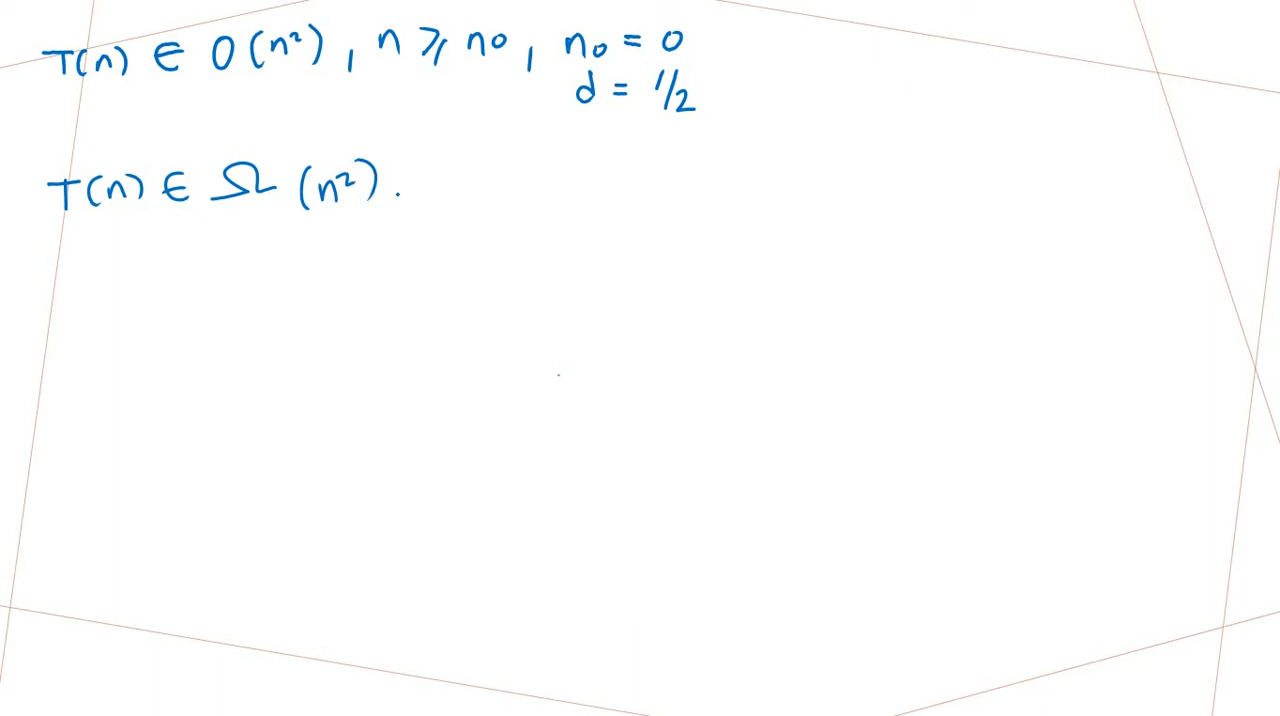 T(n) ∈ O(n²), n ⩾ n₀, n₀ = 0
d = 1/2
T(n) ∈ Ω (n²).